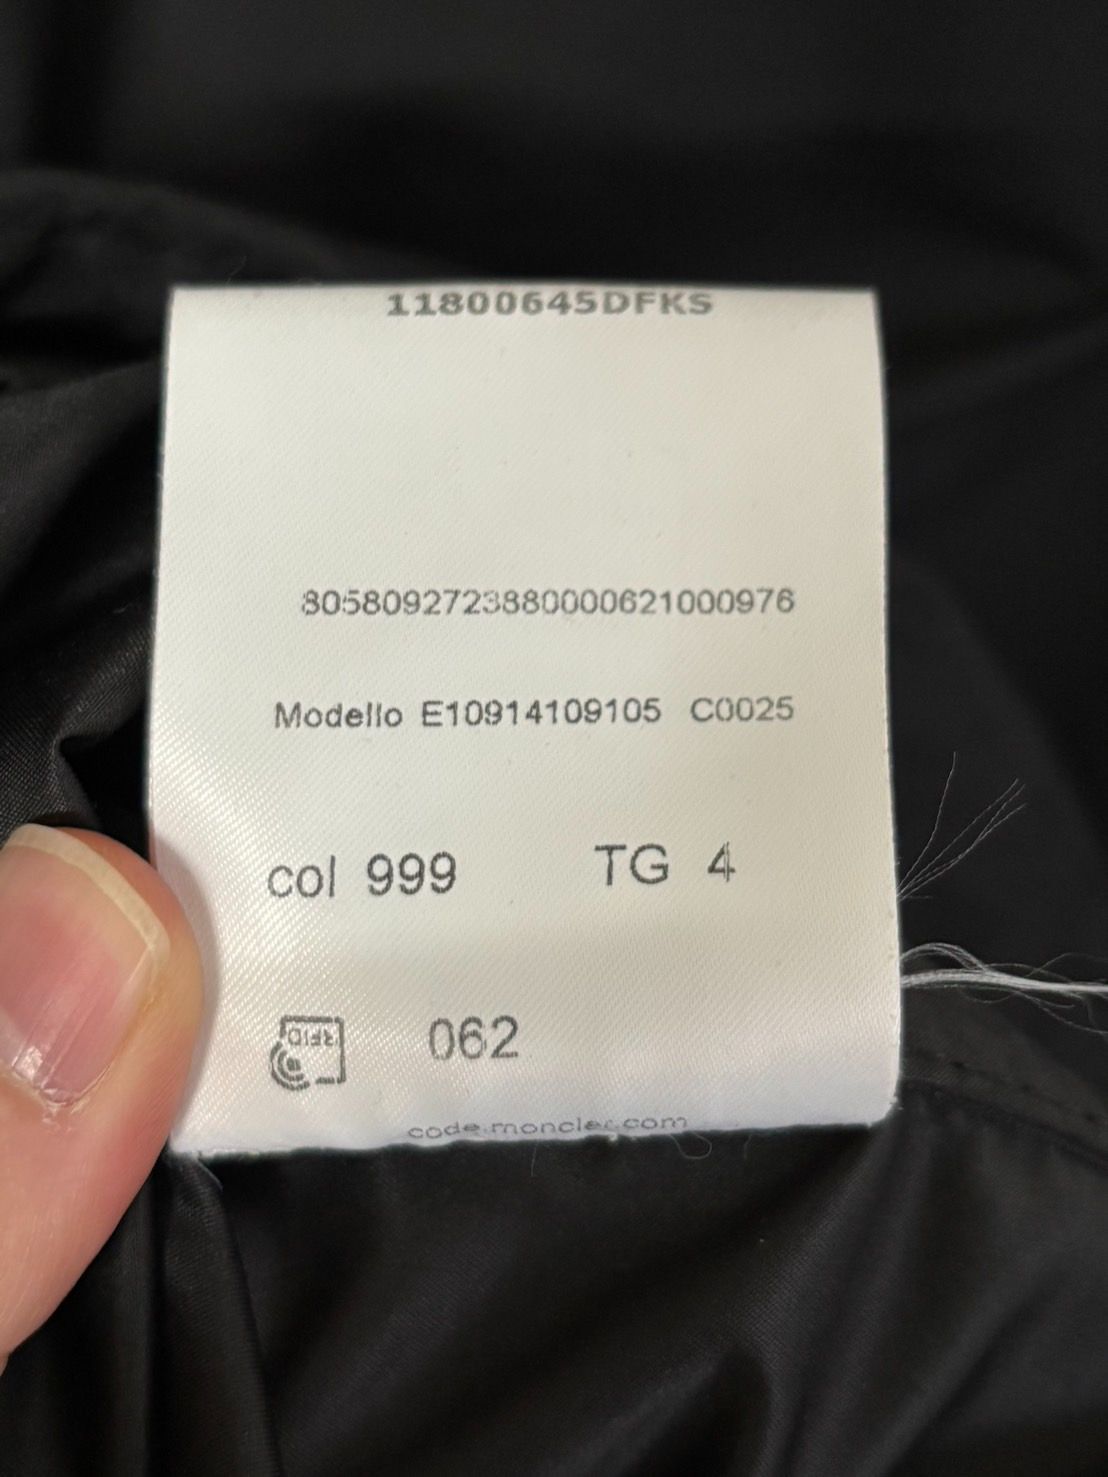 11800645DFKS
8058092723880000621000976
Modello E10914109105 C0025
col 999 TG 4
RFID 062
code.moncler.com